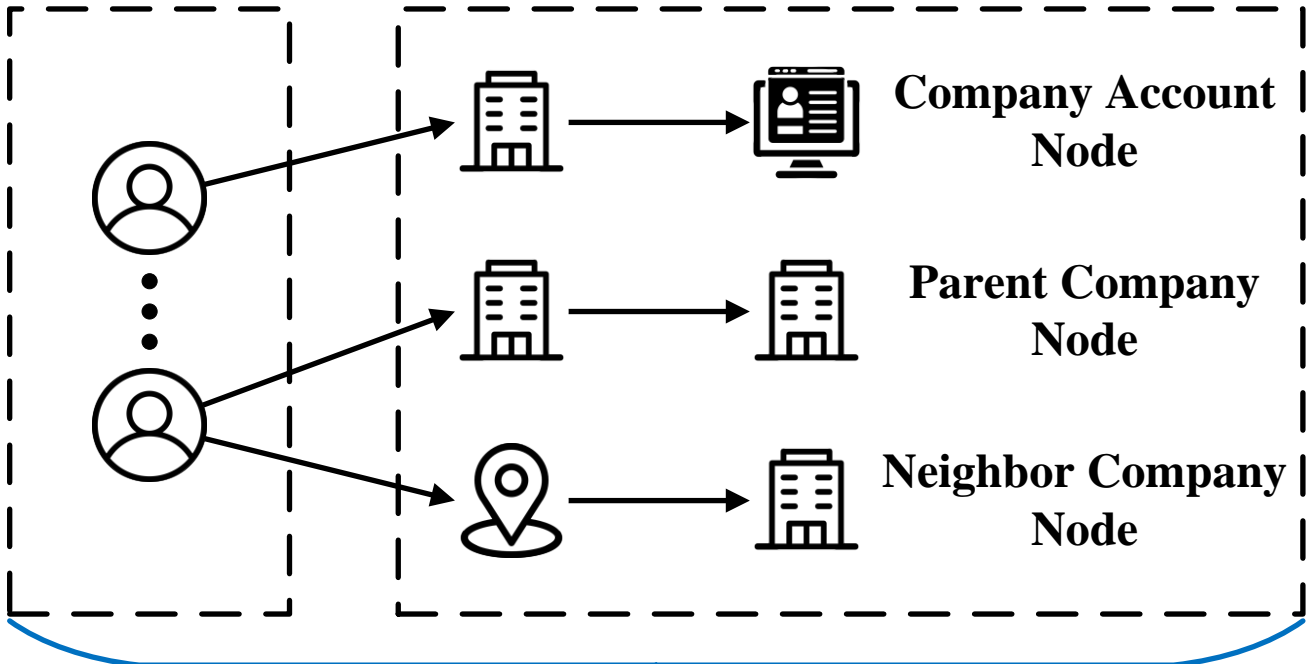 Company Account
Node
Parent Company
Node
Neighbor Company
Node